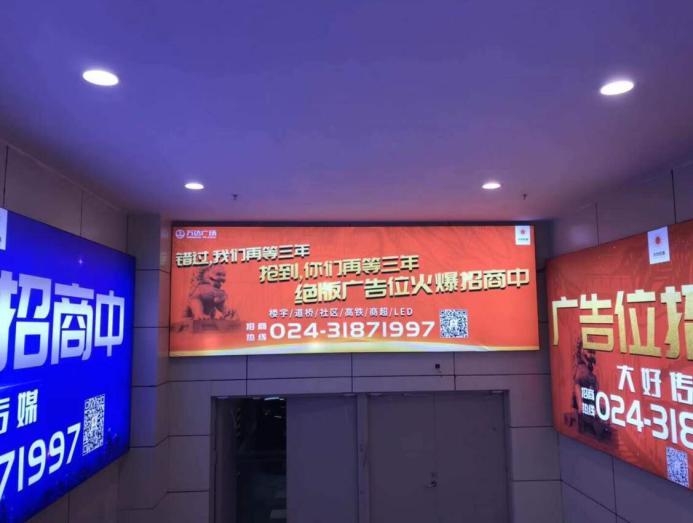 万达广场
错过,我们再等三年
抢到,你们再等三年
绝版广告位火爆招商中
楼宇/道桥/社区/高铁/商超/LED
招商
热线
024-31871997
招商中
传媒
71997
广告位招
大好传
招商
热线
024-318